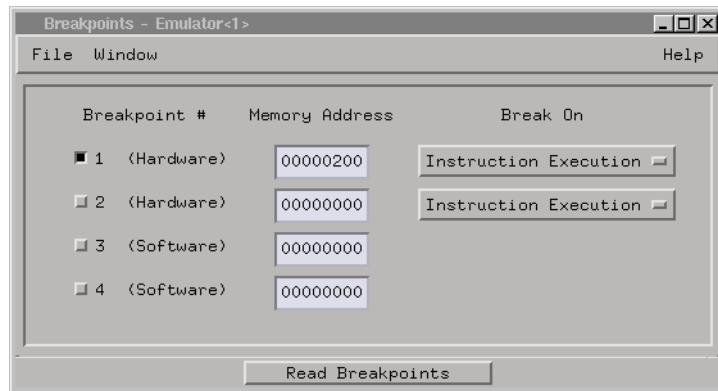 Breakpoints - Emulator<1>
File Window Help
Breakpoint # Memory Address Break On
1 (Hardware) 00000200 Instruction Execution
2 (Hardware) 00000000 Instruction Execution
3 (Software) 00000000
4 (Software) 00000000
Read Breakpoints